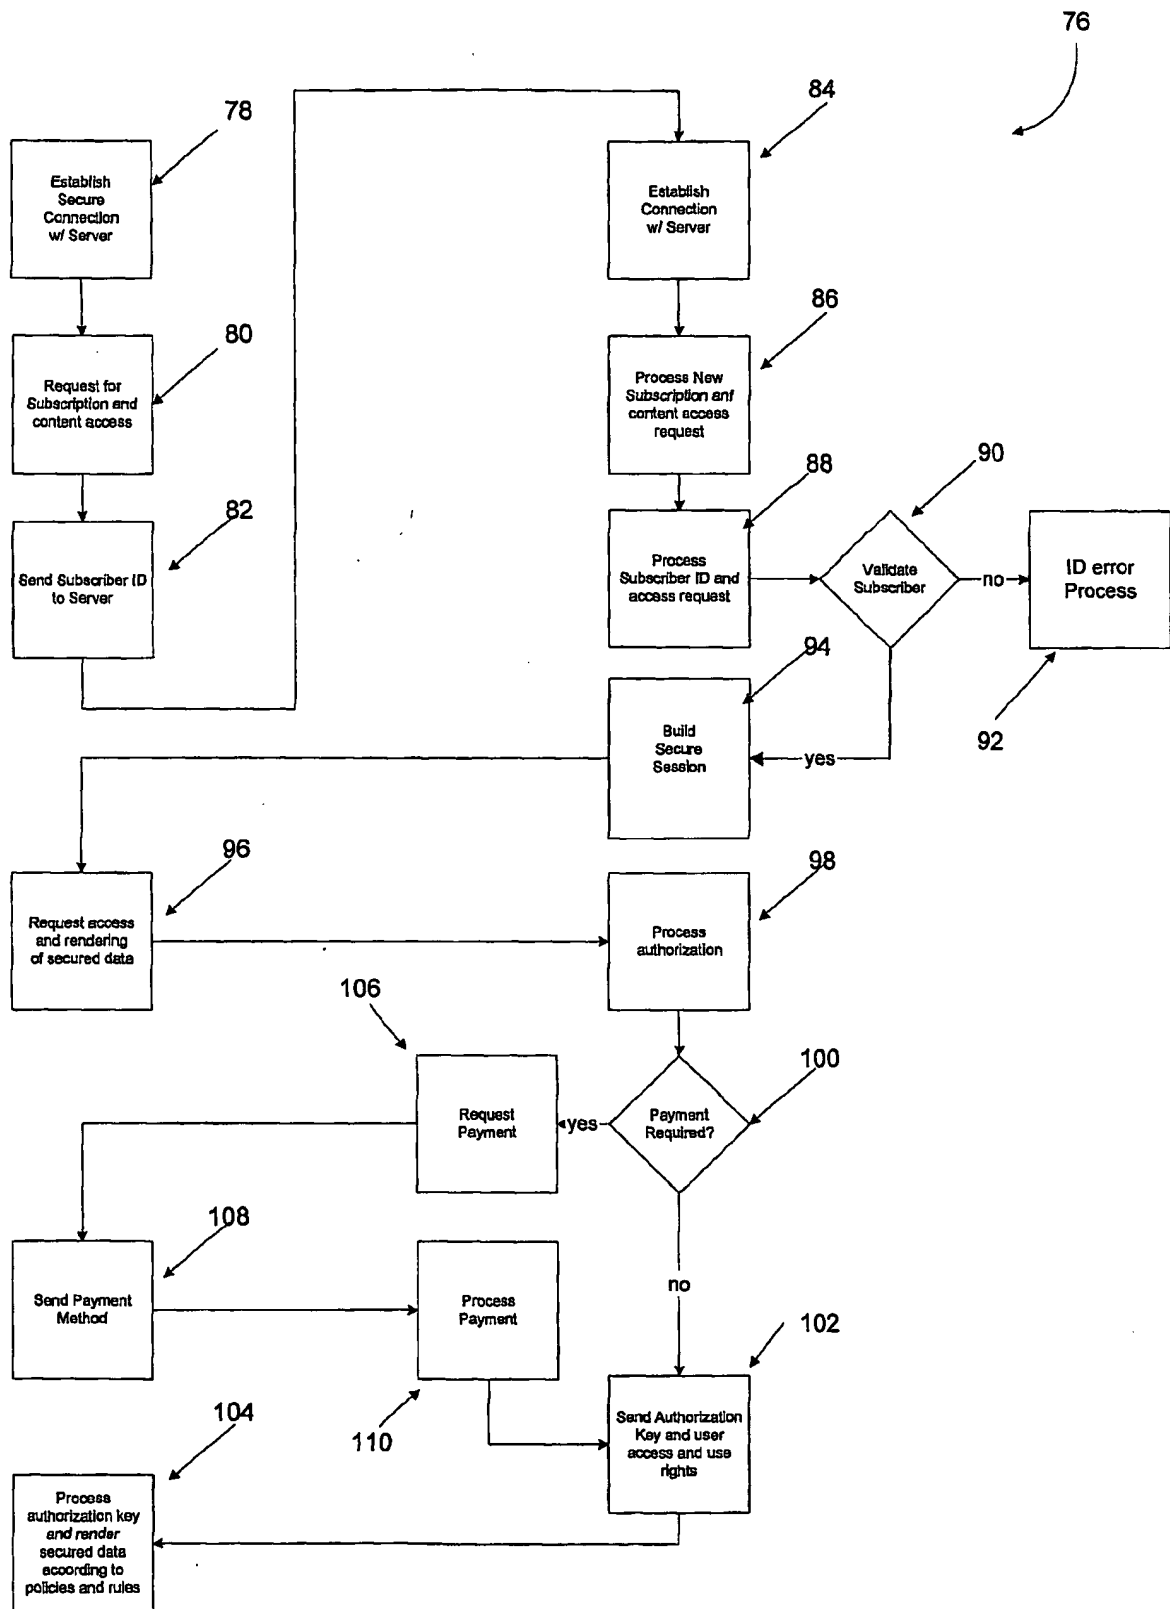 76
78
Establish
Secure
Connection
w/ Server
84
Establish
Connection
w/ Server
80
Request for
Subscription and
content access
86
Process New
Subscription anf
content access
request
82
Send Subscriber ID
to Server
88
Process
Subscriber ID and
access request
90
Validate
Subscriber
no
ID error
Process
92
94
Build
Secure
Session
yes
96
Request access
and rendering
of secured data
98
Process
authorization
106
Request
Payment
yes
100
Payment
Required?
108
Send Payment
Method
Process
Payment
110
no
102
Send Authorization
Key and user
access and use
rights
104
Process
authorization key
and render
secured data
according to
policies and rules